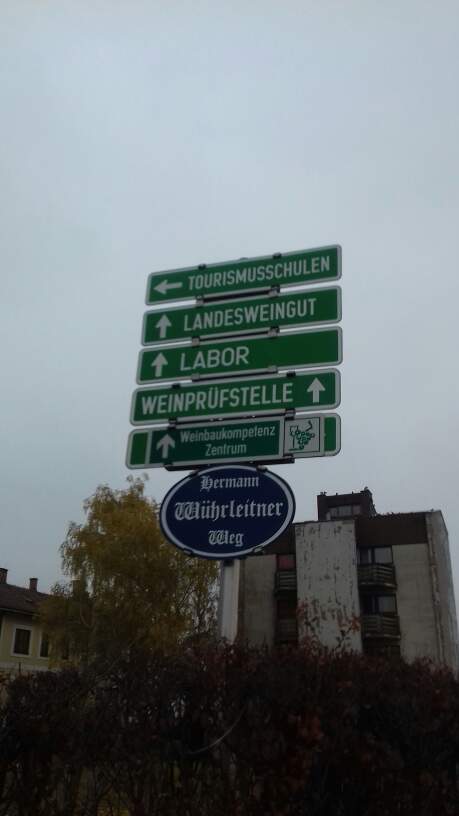 TOURISMUSSCHULEN
LANDESWEINGUT
LABOR
WEINPRÜFSTELLE
Weinbaukompetenz
Zentrum
Hermann
Wührleitner
Weg